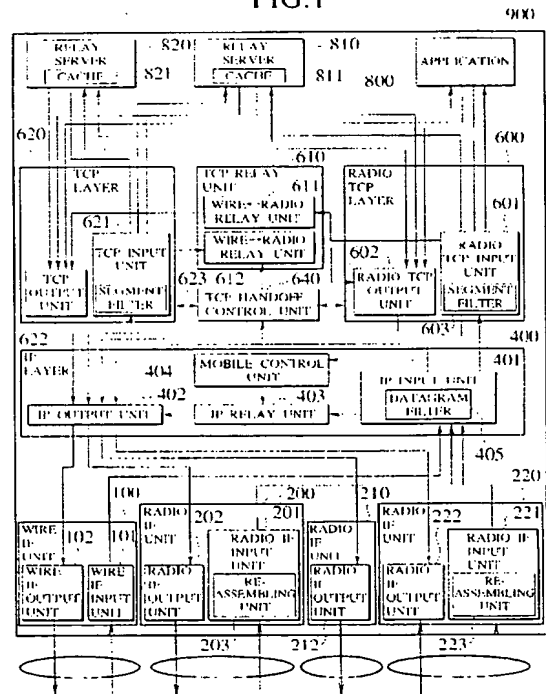 FIG.1
900
RELAY SERVER
CACHE
820
821
RELAY SERVER
CACHE
810
811
800
APPLICATION
620
610
600
TCP LAYER
621
TCP INPUT UNIT
SEGMENT FILTER
TCP OUTPUT UNIT
622
623
TCP RELAY UNIT
611
WIRE→RADIO RELAY UNIT
WIRE←RADIO RELAY UNIT
612
640
TCP HANDOFF CONTROL UNIT
RADIO TCP LAYER
601
602
RADIO TCP INPUT UNIT
SEGMENT FILTER
RADIO TCP OUTPUT UNIT
603
400
IP LAYER
404
MOBILE CONTROL UNIT
401
402
IP OUTPUT UNIT
403
IP RELAY UNIT
IP INPUT UNIT
DATAGRAM FILTER
405
100
WIRE IF UNIT
102
101
WIRE IF OUTPUT UNIT
WIRE IF INPUT UNIT
200
RADIO IF UNIT
202
201
RADIO IF OUTPUT UNIT
RADIO IF INPUT UNIT
RE-ASSEMBLING UNIT
203
210
RADIO IF UNIT
RADIO IF OUTPUT UNIT
212
220
RADIO IF UNIT
222
221
RADIO IF OUTPUT UNIT
RADIO IF INPUT UNIT
RE-ASSEMBLING UNIT
223